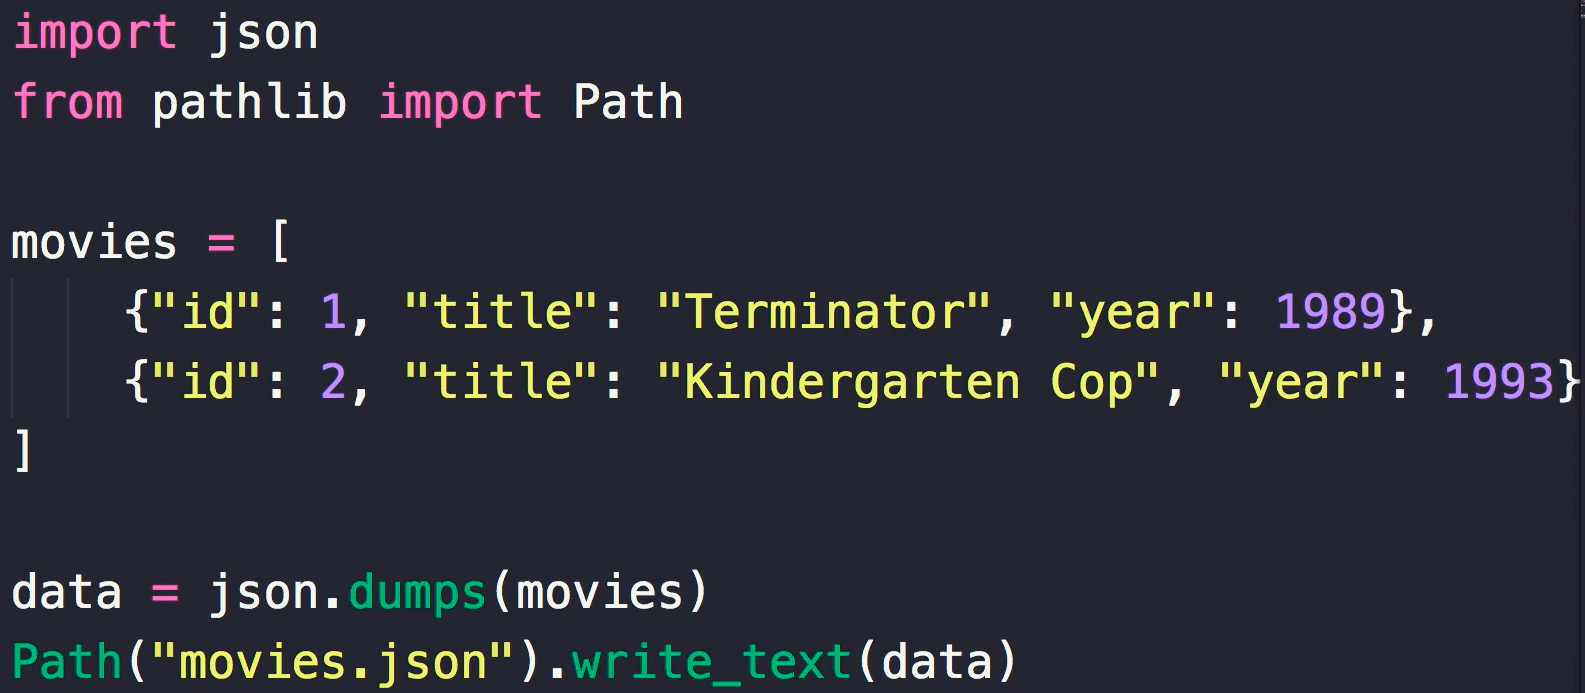 import json
from pathlib import Path
movies = [
    {"id": 1, "title": "Terminator", "year": 1989},
    {"id": 2, "title": "Kindergarten Cop", "year": 1993}
]
data = json.dumps(movies)
Path("movies.json").write_text(data)